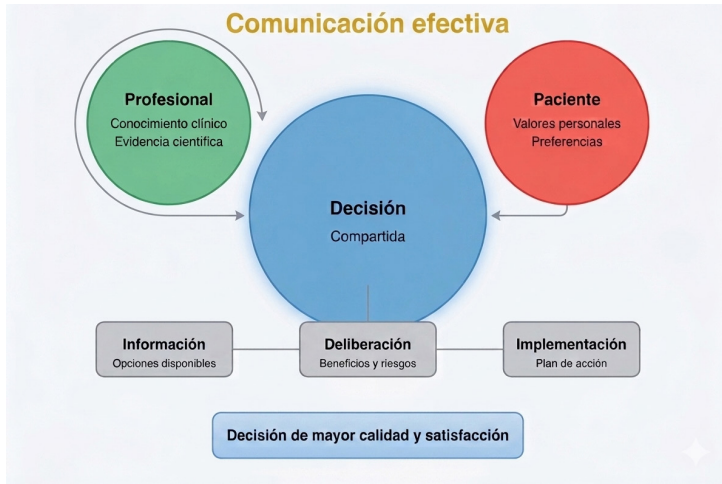 Comunicación efectiva
Profesional
Conocimiento clínico
Evidencia científica
Paciente
Valores personales
Preferencias
Decisión
Compartida
Información
Opciones disponibles
Deliberación
Beneficios y riesgos
Implementación
Plan de acción
Decisión de mayor calidad y satisfacción